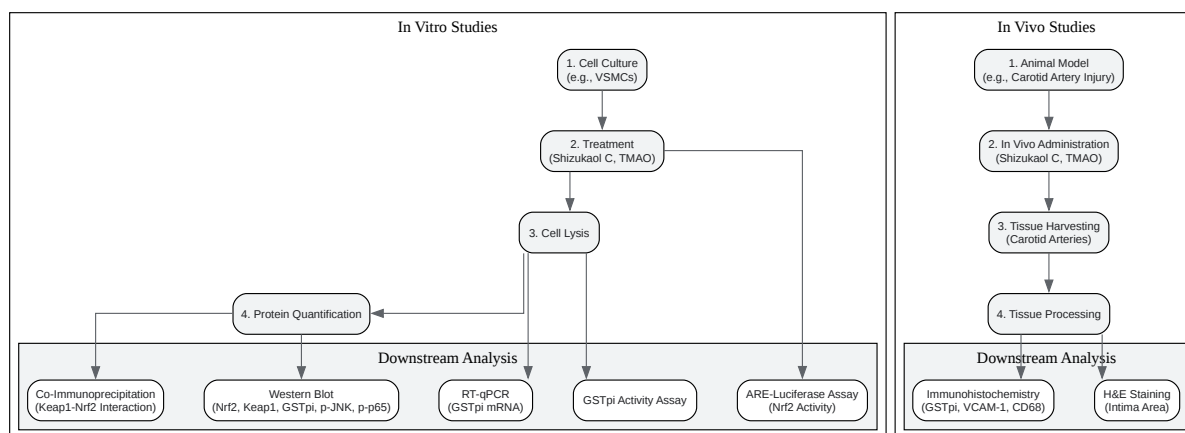 In Vitro Studies
1. Cell Culture
(e.g., VSMCs)
2. Treatment
(Shizukaol C, TMAO)
3. Cell Lysis
4. Protein Quantification
Downstream Analysis
Co-Immunoprecipitation
(Keap1-Nrf2 Interaction)
Western Blot
(Nrf2, Keap1, GSTpi, p-JNK, p-p65)
RT-qPCR
(GSTpi mRNA)
GSTpi Activity Assay
ARE-Luciferase Assay
(Nrf2 Activity)
In Vivo Studies
1. Animal Model
(e.g., Carotid Artery Injury)
2. In Vivo Administration
(Shizukaol C, TMAO)
3. Tissue Harvesting
(Carotid Arteries)
4. Tissue Processing
Downstream Analysis
Immunohistochemistry
(GSTpi, VCAM-1, CD68)
H&E Staining
(Intima Area)